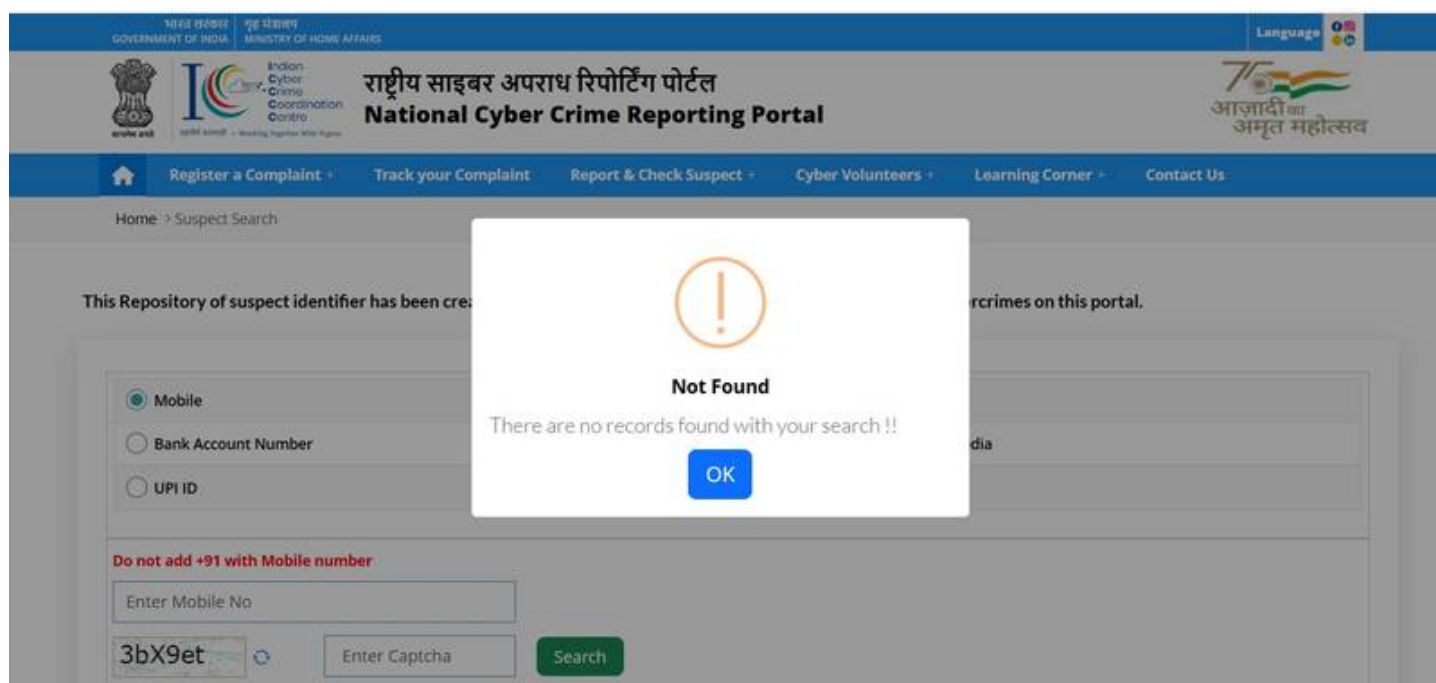 भारत सरकार गृह मंत्रालय
GOVERNMENT OF INDIA MINISTRY OF HOME AFFAIRS
Language
Indian
Cyber
Crime
Coordination
Centre
राष्ट्रीय साइबर अपराध रिपोर्टिंग पोर्टल
National Cyber Crime Reporting Portal
आज़ादी का
अमृत महोत्सव
Register a Complaint + Track your Complaint Report & Check Suspect + Cyber Volunteers + Learning Corner + Contact Us
Home > Suspect Search
This Repository of suspect identifier has been rcrimes on this portal.
Not Found
There are no records found with your search !!
OK
Mobile
Bank Account Number
dia
UPI ID
Do not add +91 with Mobile number
Enter Mobile No
3bX9et Enter Captcha Search